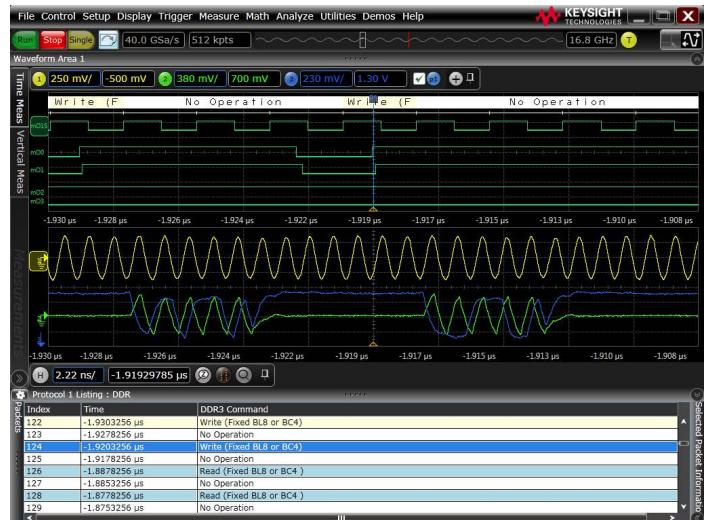 File Control Setup Display Trigger Measure Math Analyze Utilities Demos Help
KEYSIGHT TECHNOLOGIES
Run Stop Single 40.0 GSa/s 512 kpts 16.8 GHz T
Waveform Area 1
1 250 mV/ -500 mV 2 380 mV/ 700 mV 3 230 mV/ 1.30 V
Time Meas
Vertical Meas
Measurements
Write (F No Operation Write (F No Operation
mD15
mD0
mD1
mD2
mD3
-1.930 µs -1.928 µs -1.926 µs -1.924 µs -1.922 µs -1.919 µs -1.917 µs -1.915 µs -1.913 µs -1.910 µs -1.908 µs
-1.930 µs -1.928 µs -1.926 µs -1.924 µs -1.922 µs -1.919 µs -1.917 µs -1.915 µs -1.913 µs -1.910 µs -1.908 µs
H 2.22 ns/ -1.91929785 µs
Protocol 1 Listing : DDR
Packets
Selected Packet Informatio
Index Time DDR3 Command
122 -1.9303256 µs Write (Fixed BL8 or BC4)
123 -1.9278256 µs No Operation
124 -1.9203256 µs Write (Fixed BL8 or BC4)
125 -1.9178256 µs No Operation
126 -1.8878256 µs Read (Fixed BL8 or BC4 )
127 -1.8853256 µs No Operation
128 -1.8778256 µs Read (Fixed BL8 or BC4 )
129 -1.8753256 µs No Operation